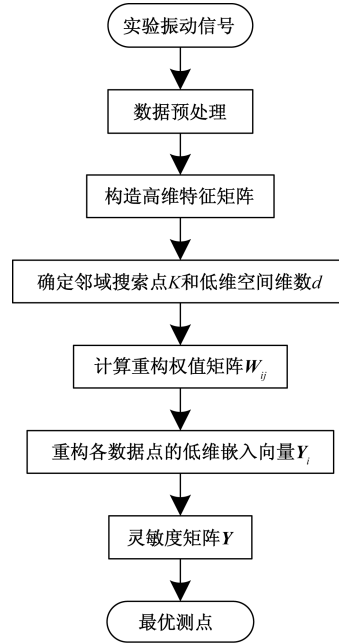 实验振动信号
数据预处理
构造高维特征矩阵
确定邻域搜索点K和低维空间维数d
计算重构权值矩阵Wij
重构各数据点的低维嵌入向量Yi
灵敏度矩阵Y
最优测点